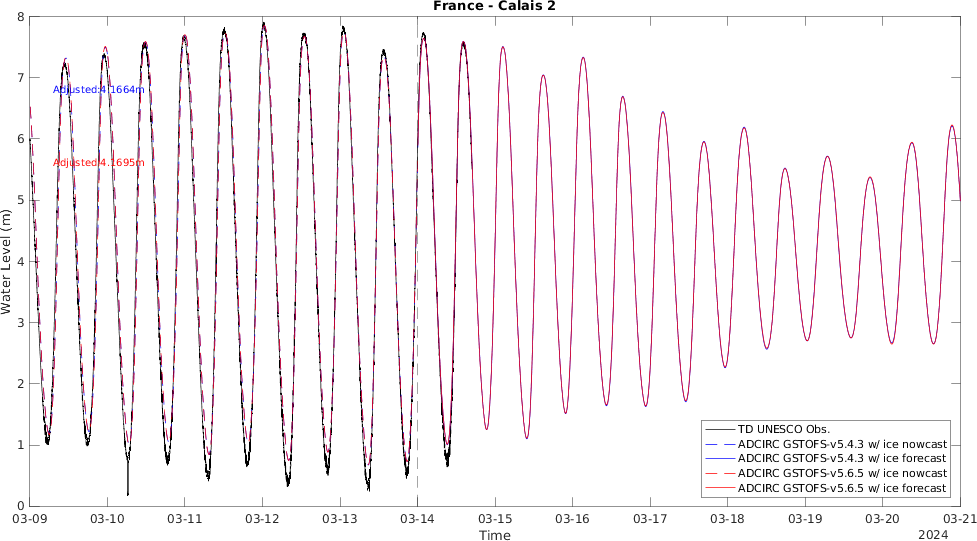 France - Calais 2
8
7
6
5
4
3
2
1
0
Water Level (m)
Adjusted:4.1664m
Adjusted:4.1695m
TD UNESCO Obs.
ADCIRC GSTOFS-v5.4.3 w/ ice nowcast
ADCIRC GSTOFS-v5.4.3 w/ ice forecast
ADCIRC GSTOFS-v5.6.5 w/ ice nowcast
ADCIRC GSTOFS-v5.6.5 w/ ice forecast
03-09 03-10 03-11 03-12 03-13 03-14 03-15 03-16 03-17 03-18 03-19 03-20 03-21
Time
2024